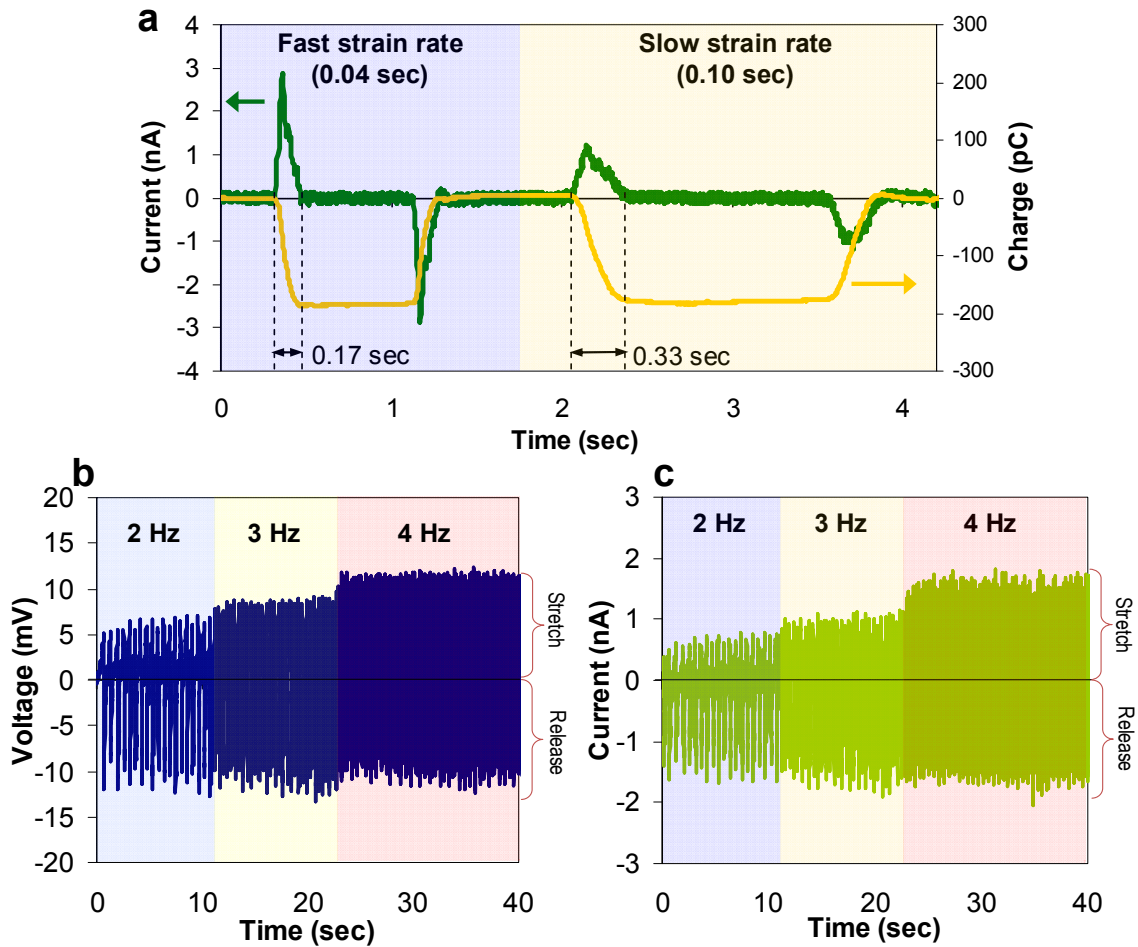 a
Fast strain rate
(0.04 sec)
Slow strain rate
(0.10 sec)
4
3
2
1
0
-1
-2
-3
-4
Current (nA)
300
200
100
0
-100
-200
-300
Charge (pC)
0.17 sec
0.33 sec
0 1 2 3 4
Time (sec)
b
2 Hz 3 Hz 4 Hz
20
15
10
5
0
-5
-10
-15
-20
Voltage (mV)
Stretch
Release
0 10 20 30 40
Time (sec)
c
2 Hz 3 Hz 4 Hz
3
2
1
0
-1
-2
-3
Current (nA)
Stretch
Release
0 10 20 30 40
Time (sec)